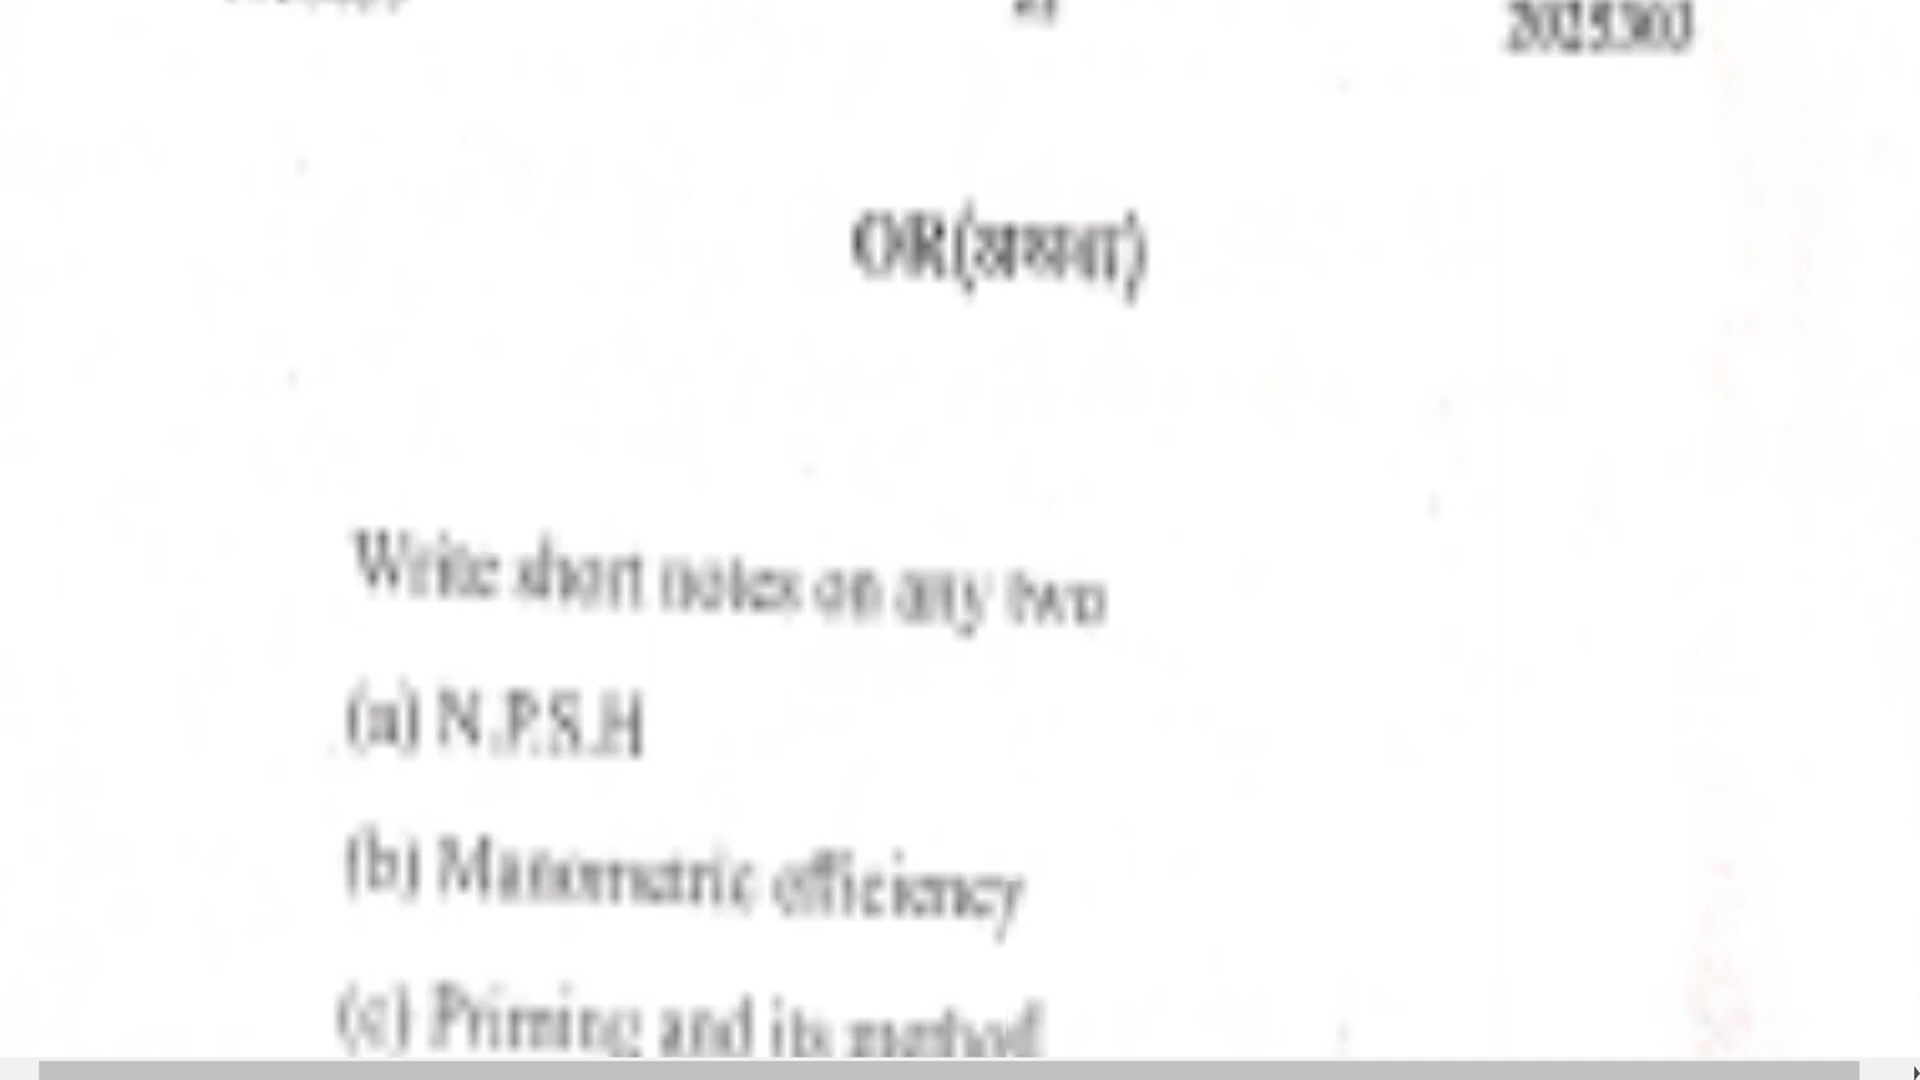 2025303
OR(अथवा)
Write short notes on any two
(a) N.P.S.H
(b) Manometric efficiency
(c) Priming and its method